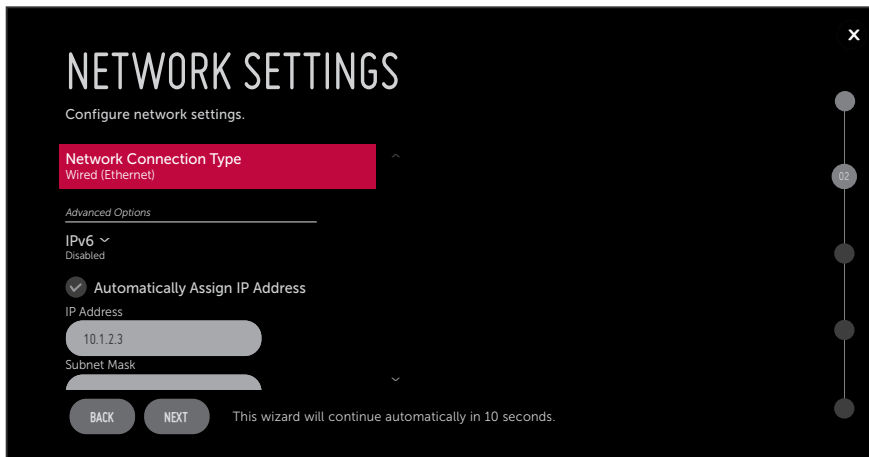 X
NETWORK SETTINGS
Configure network settings.
Network Connection Type
Wired (Ethernet)
02
Advanced Options
IPv6
Disabled
Automatically Assign IP Address
IP Address
10.1.2.3
Subnet Mask
BACK
NEXT
This wizard will continue automatically in 10 seconds.